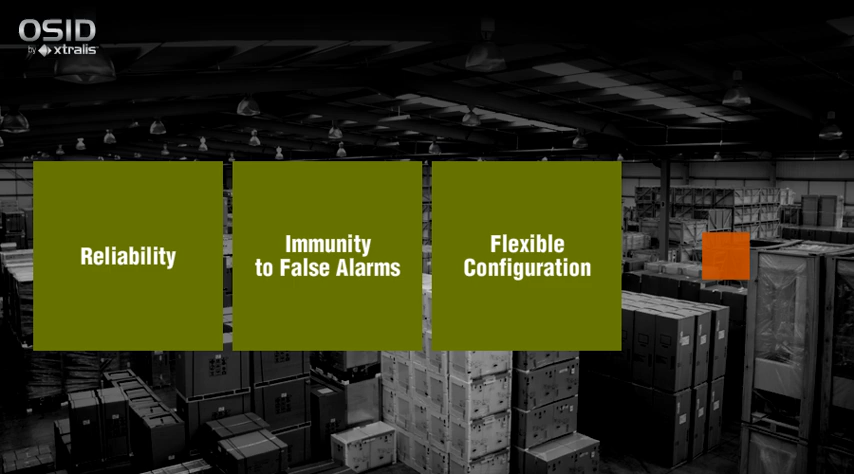 OSID
by xtralis
Reliability
Immunity
to False Alarms
Flexible
Configuration